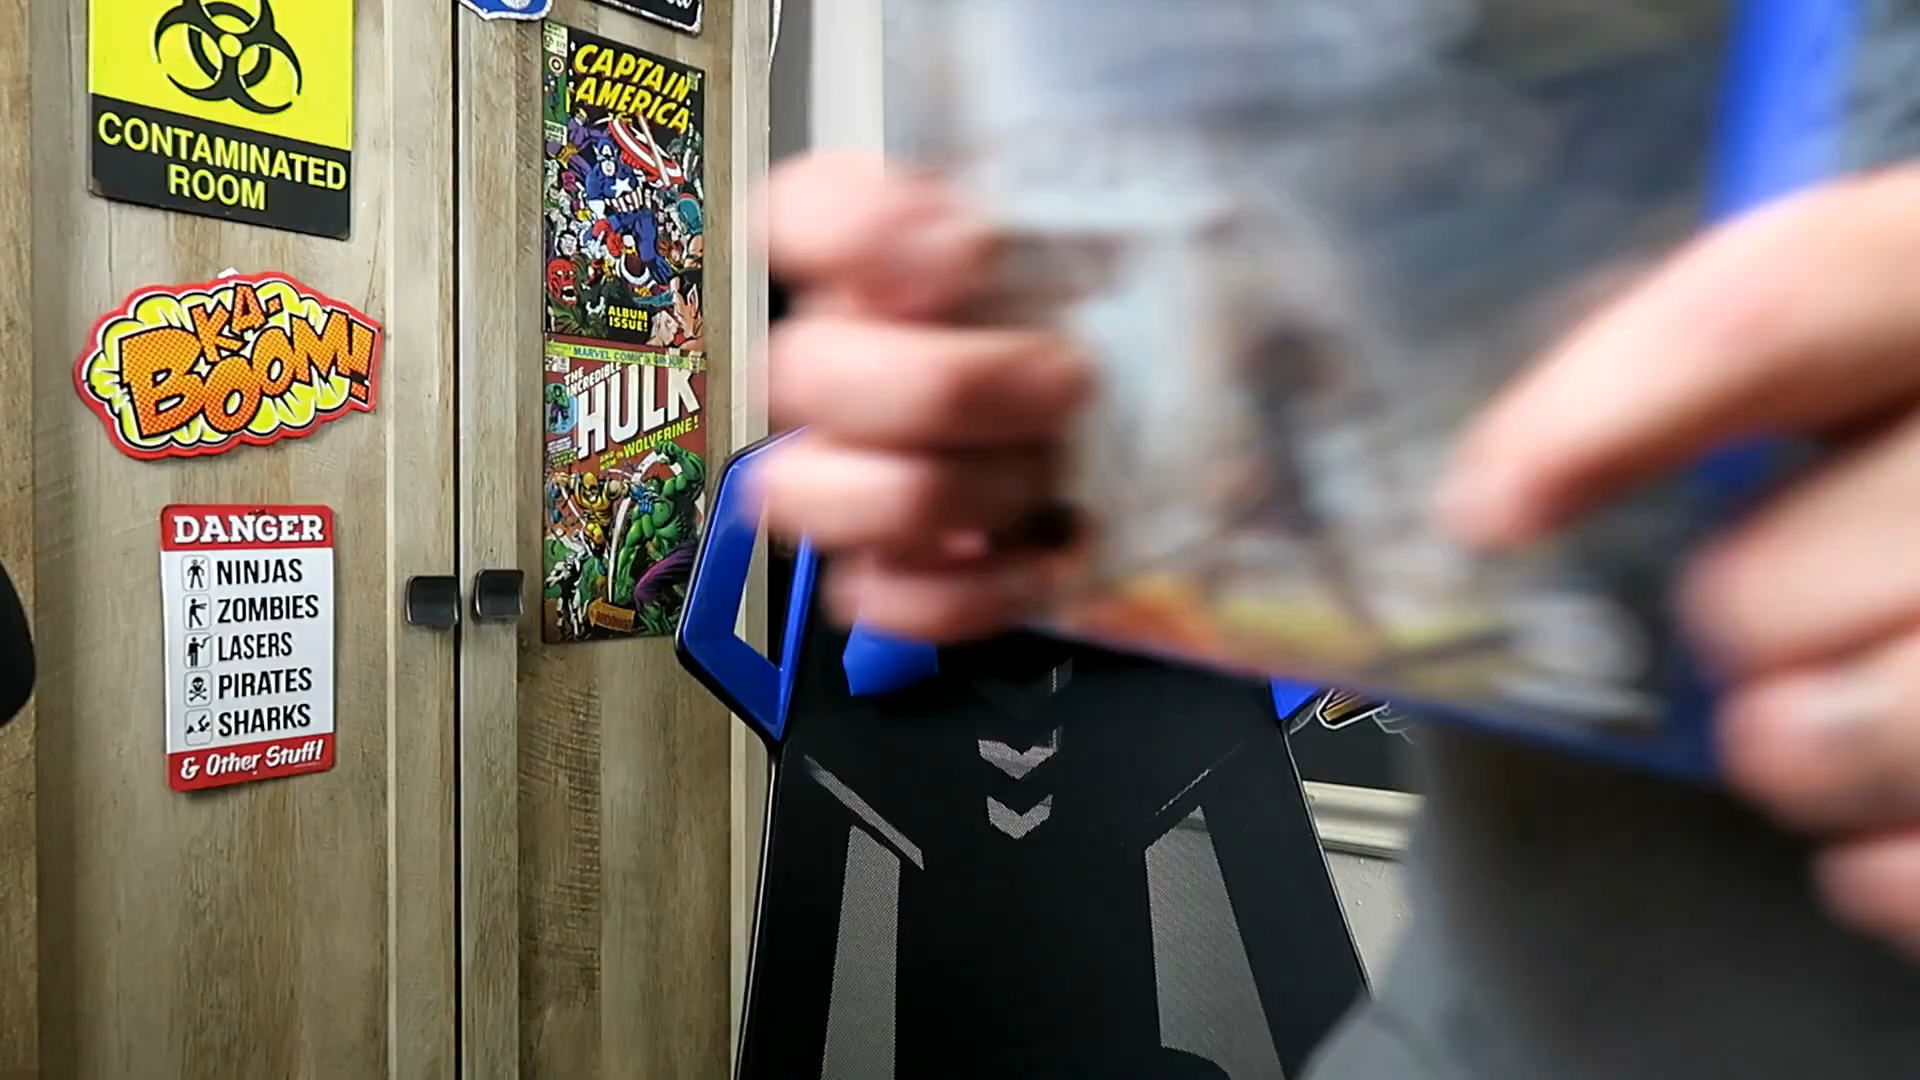 CONTAMINATED
ROOM
KA-
BOOM!
DANGER
NINJAS
ZOMBIES
LASERS
PIRATES
SHARKS
& Other Stuff!
CAPTAIN
AMERICA
ALBUM
ISSUE!
MARVEL COMICS GROUP
THE
INCREDIBLE
HULK
AND NOW
WOLVERINE!